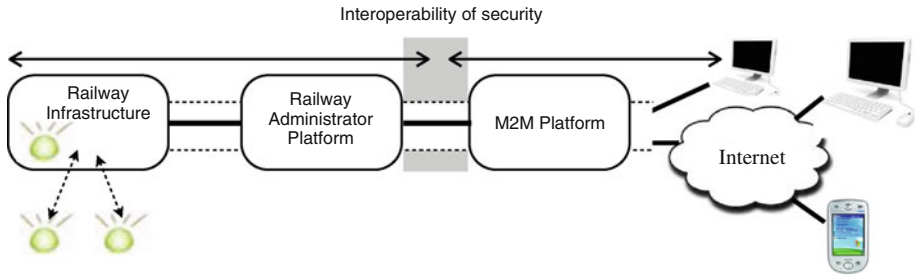 Interoperability of security
Railway
Infrastructure
Railway
Administrator
Platform
M2M Platform
Internet